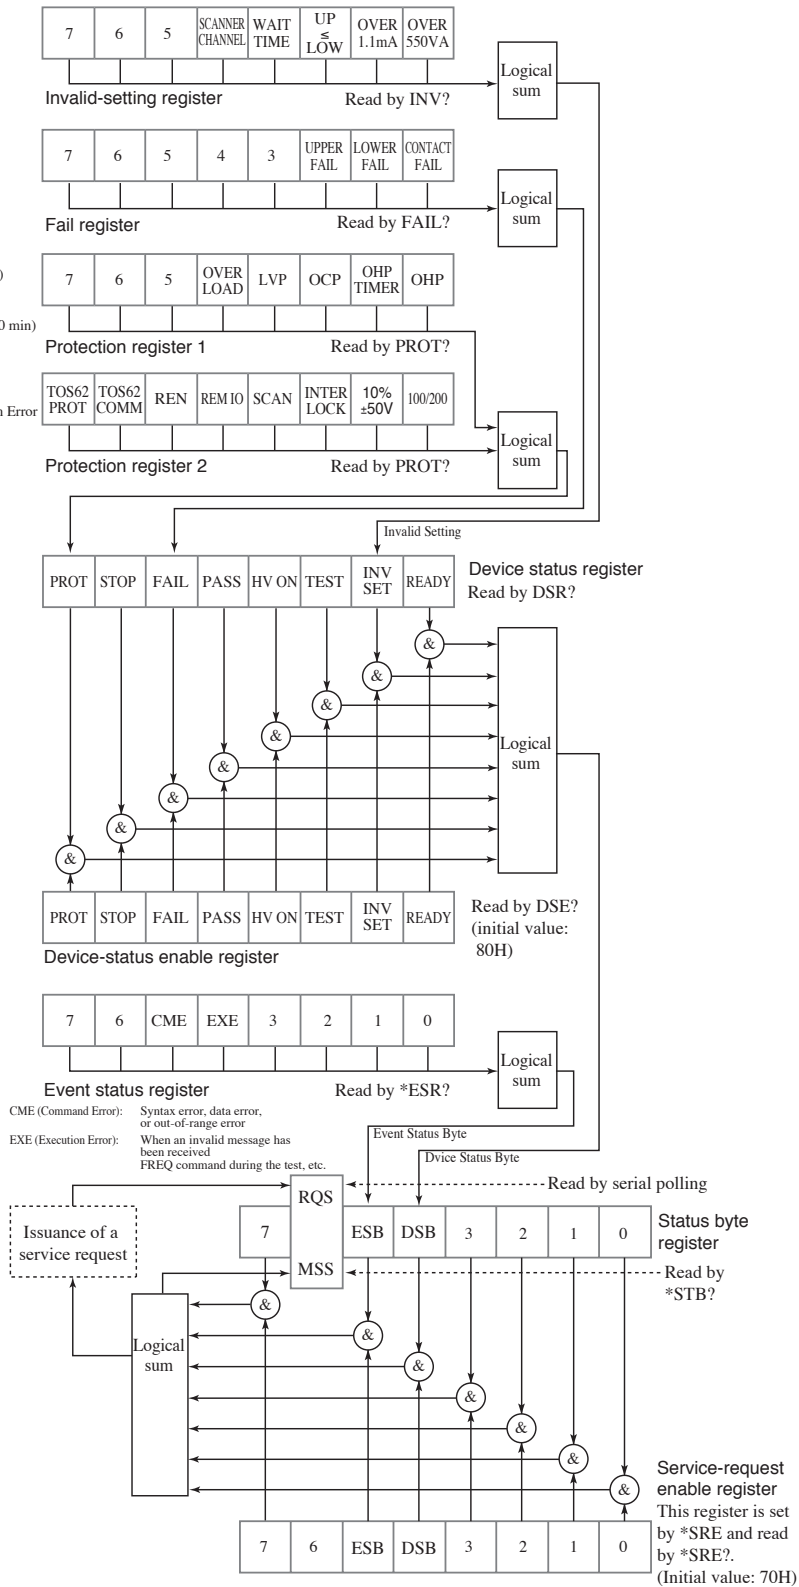 7 6 5 SCANNER CHANNEL WAIT TIME UP ≤ LOW OVER 1.1mA OVER 550VA
Logical sum
Invalid-setting register Read by INV?
7 6 5 4 3 UPPER FAIL LOWER FAIL CONTACT FAIL
Logical sum
Fail register Read by FAIL?
)
7 6 5 OVER LOAD LVP OCP OHP TIMER OHP
0 min)
Protection register 1 Read by PROT?
n Error
TOS62 PROT TOS62 COMM REN REM IO SCAN INTER LOCK 10% ±50V 100/200
Logical sum
Protection register 2 Read by PROT?
Invalid Setting
PROT STOP FAIL PASS HV ON TEST INV SET READY
Device status register
Read by DSR?
&
&
&
&
&
&
&
&
Logical sum
PROT STOP FAIL PASS HV ON TEST INV SET READY
Read by DSE?
(initial value:
80H)
Device-status enable register
7 6 CME EXE 3 2 1 0
Logical sum
Event status register Read by *ESR?
CME (Command Error): Syntax error, data error,
or out-of-range error
EXE (Execution Error): When an invalid message has
been received
FREQ command during the test, etc.
Event Status Byte
Dvice Status Byte
Read by serial polling
RQS
Issuance of a
service request
7 ESB DSB 3 2 1 0
Status byte
register
MSS
Read by
*STB?
Logical sum
&
&
&
&
&
&
&
Service-request
enable register
This register is set
by *SRE and read
by *SRE?.
(Initial value: 70H)
7 6 ESB DSB 3 2 1 0